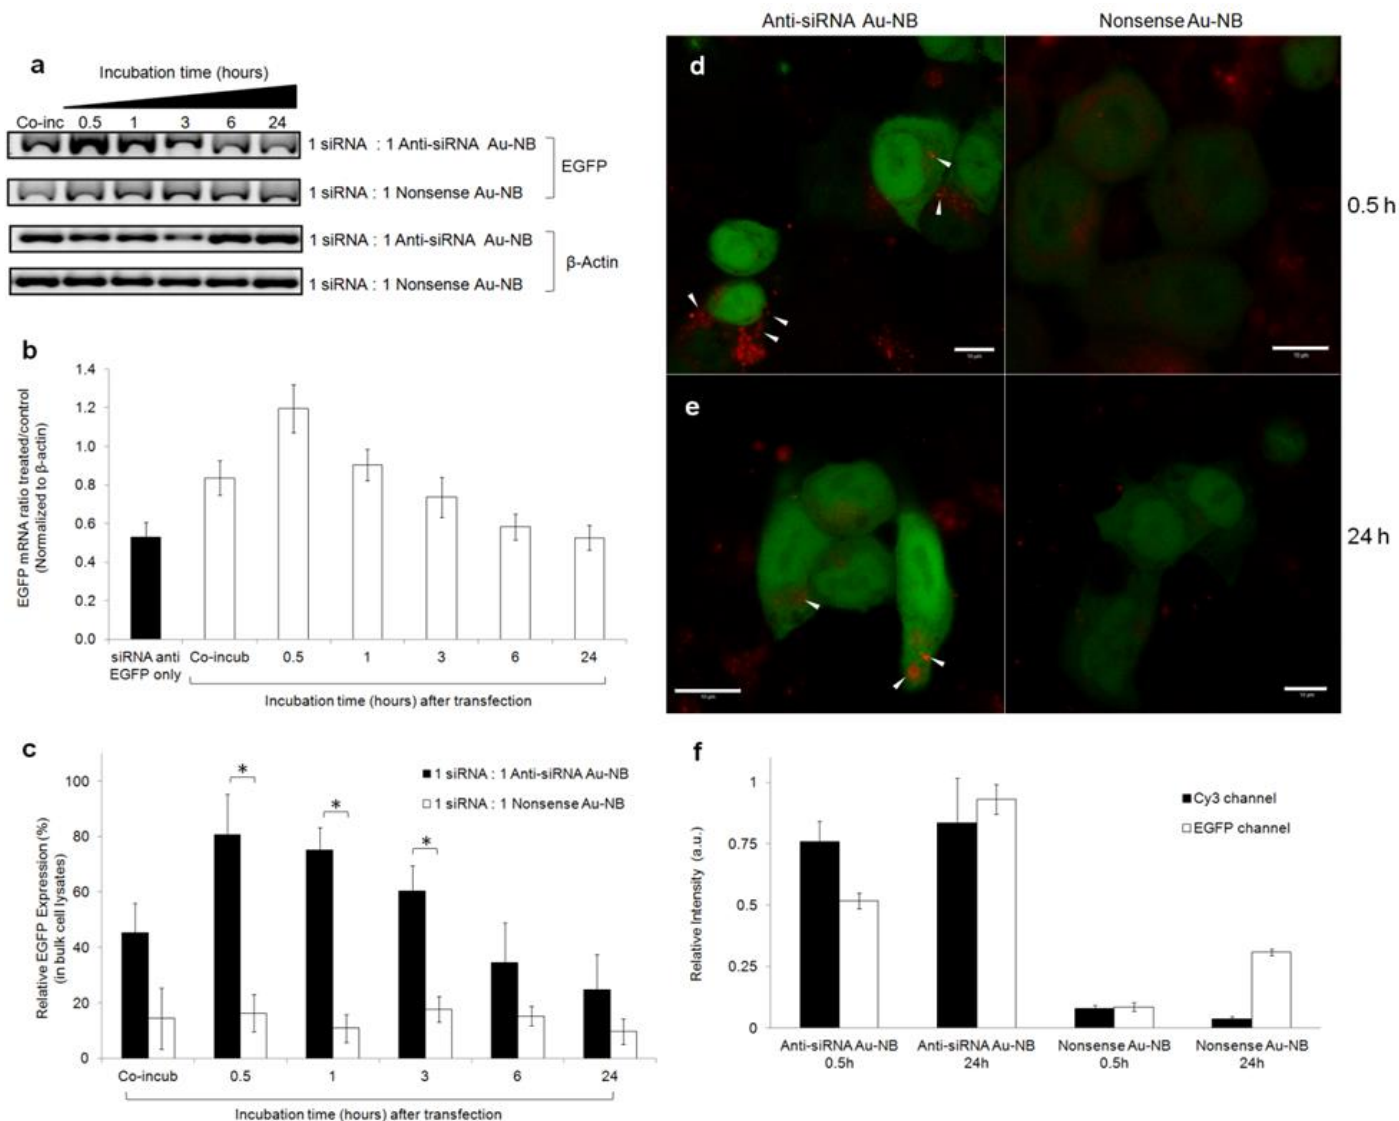 Anti-siRNA Au-NB
Nonsense Au-NB
a
Incubation time (hours)
Co-inc 0.5 1 3 6 24
1 siRNA : 1 Anti-siRNA Au-NB
EGFP
1 siRNA : 1 Nonsense Au-NB
1 siRNA : 1 Anti-siRNA Au-NB
β-Actin
1 siRNA : 1 Nonsense Au-NB
b
EGFP mRNA ratio treated/control
(Normalized to β-actin)
1.4
1.2
1.0
0.8
0.6
0.4
0.2
0.0
siRNA anti
EGFP only
Co-incub 0.5 1 3 6 24
Incubation time (hours) after transfection
c
Relative EGFP Expression (%)
(in bulk cell lysates)
100
80
60
40
20
0
* * *
1 siRNA : 1 Anti-siRNA Au-NB
1 siRNA : 1 Nonsense Au-NB
Co-incub 0.5 1 3 6 24
Incubation time (hours) after transfection
d
0.5 h
10 µm
10 µm
e
24 h
10 µm
10 µm
f
Relative Intensity (a.u.)
1
0.75
0.5
0.25
0
Cy3 channel
EGFP channel
Anti-siRNA Au-NB
0.5h
Anti-siRNA Au-NB
24h
Nonsense Au-NB
0.5h
Nonsense Au-NB
24h